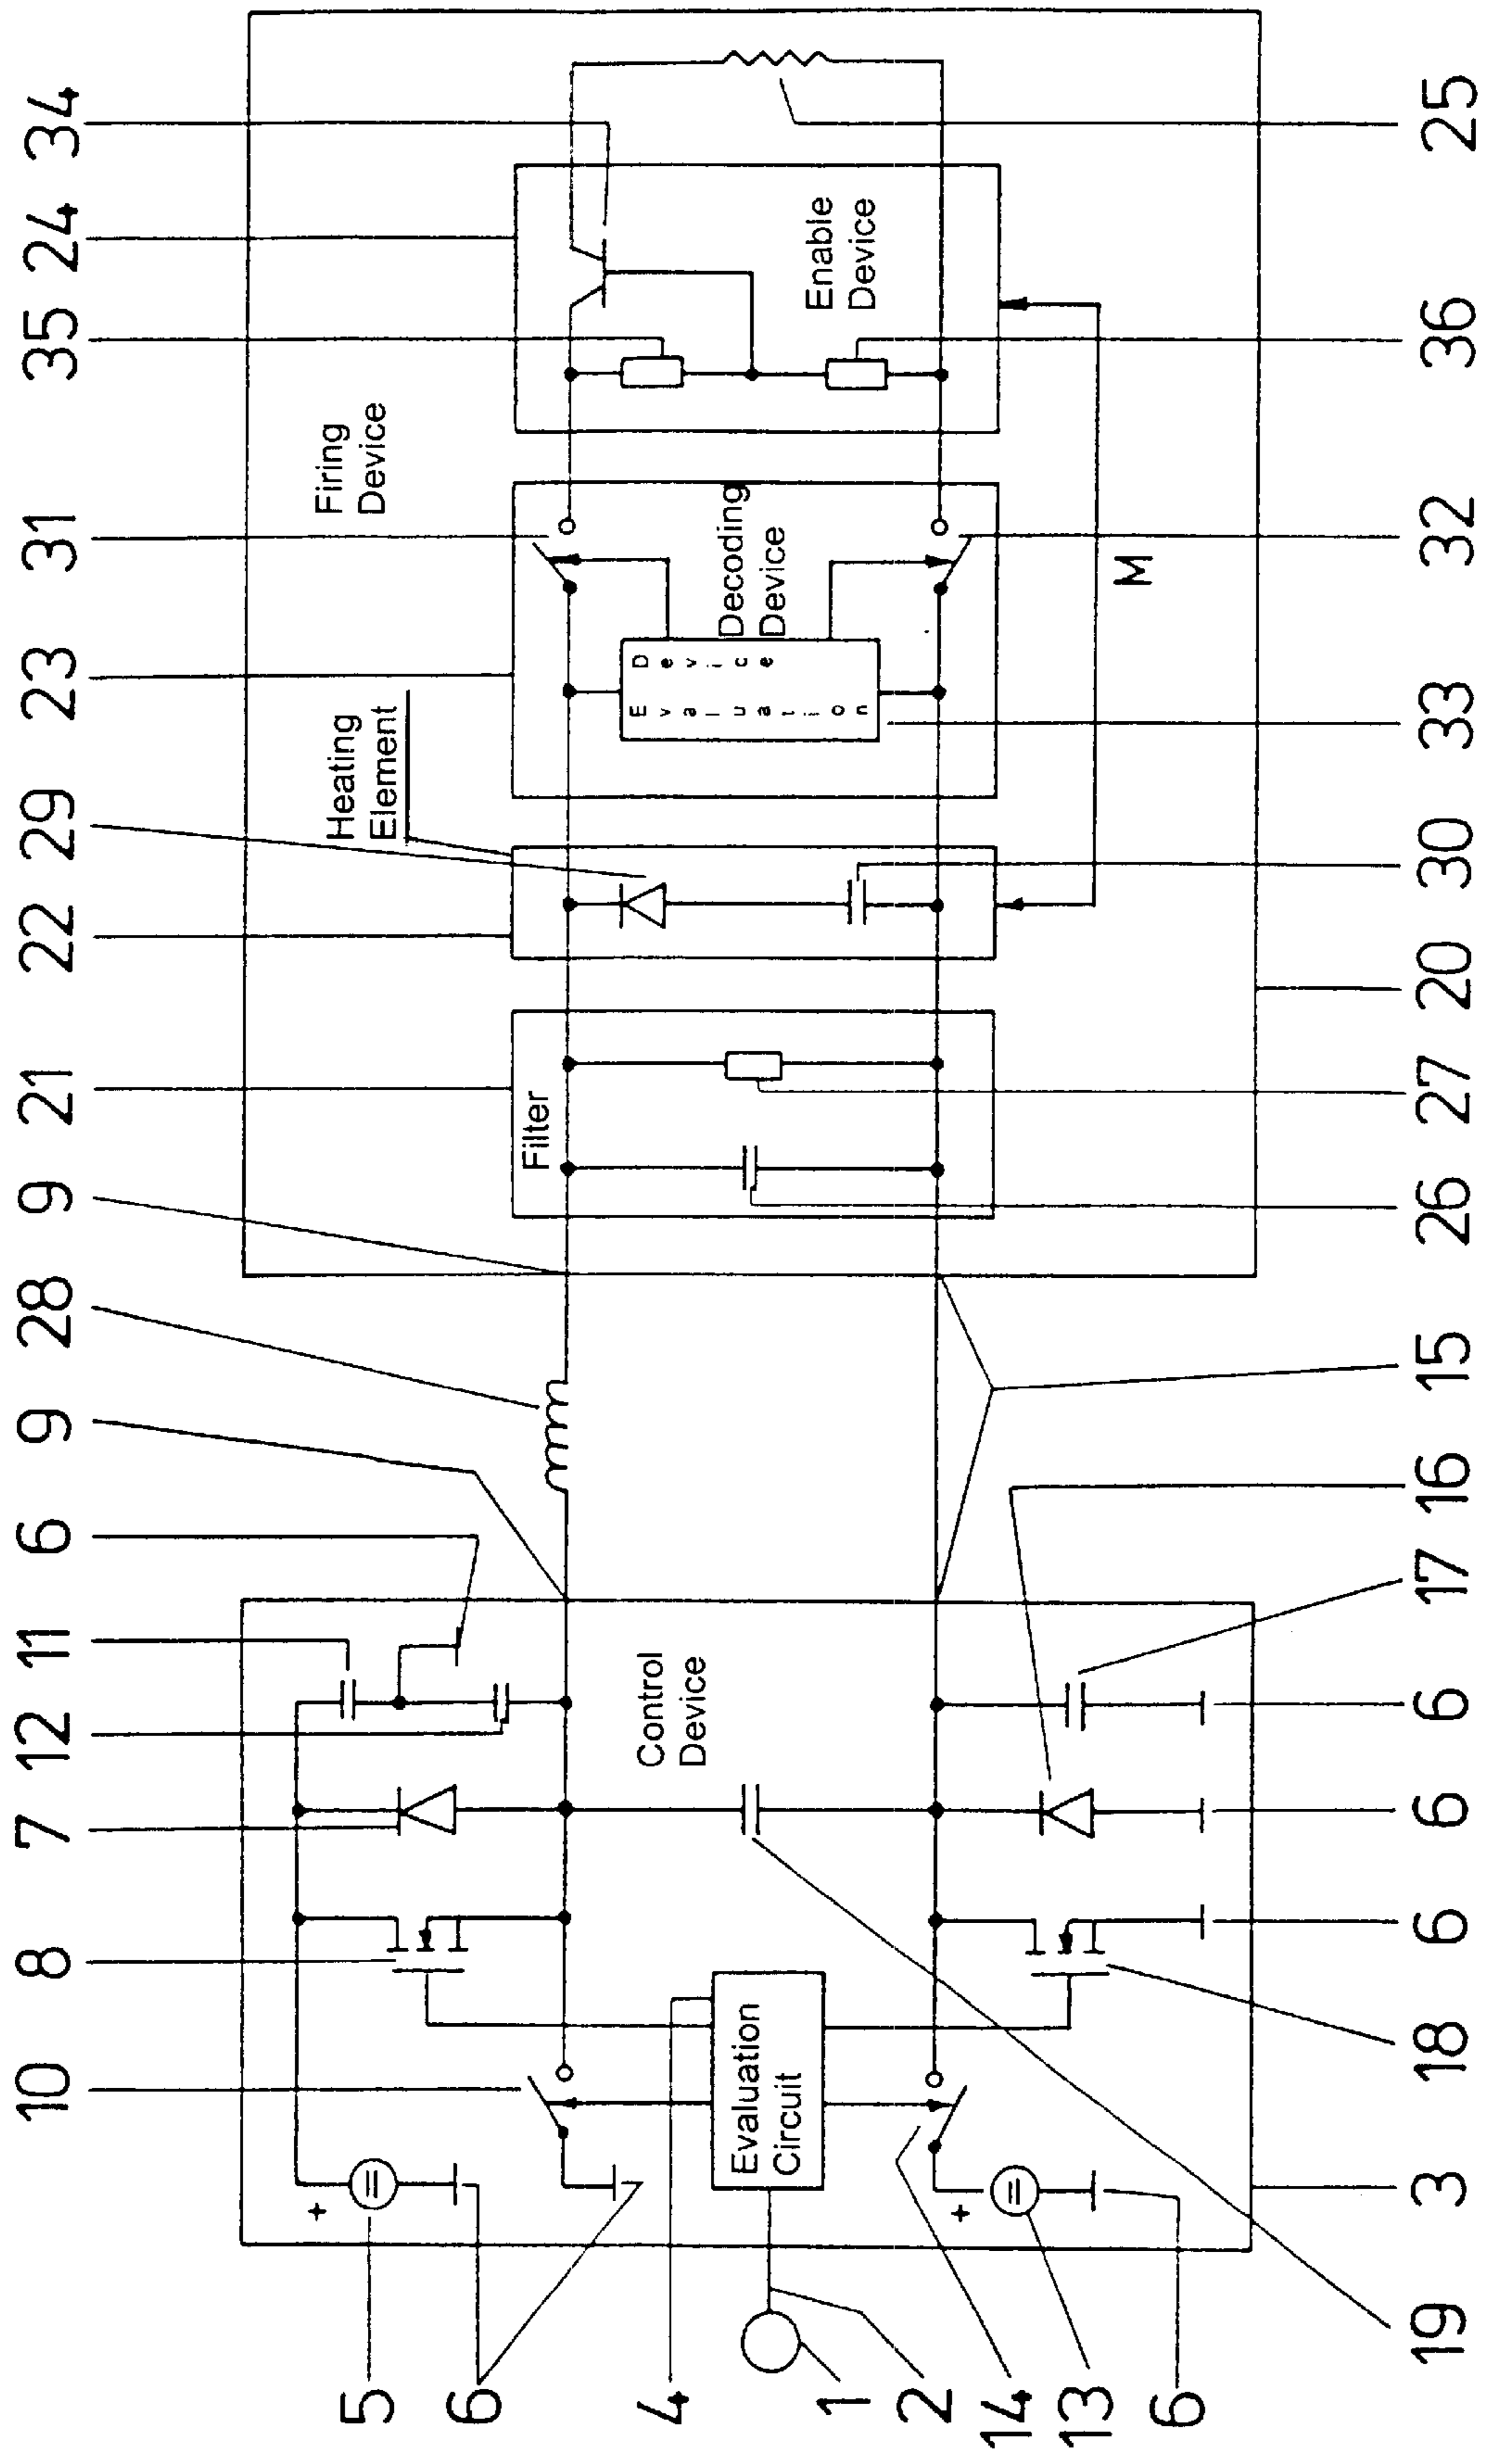 10 8 7 12 11 6 9 28 9 21 22 29 23 31 35 24 34
5
6
4
1
2
14
13
6
+
=
Firing
Device
Heating
Element
Filter
Control
Device
Evaluation
Circuit
Evaluation
Device
Decoding
Device
Enable
Device
+
=
M
19 3 18 6 6 6 17 16 15 26 27 20 30 33 32 36 25